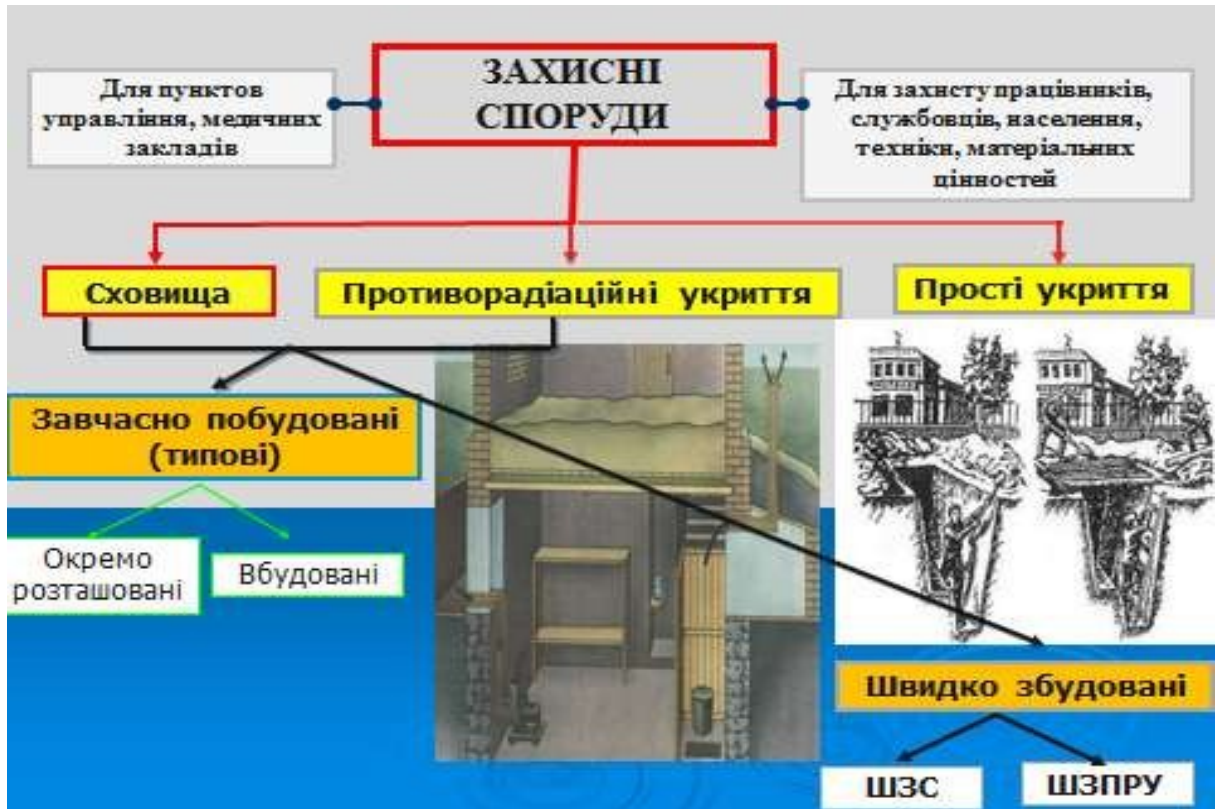 ЗАХИСНІ
СПОРУДИ
Для пунктов
управління, медичних
закладів
Для захисту працівників,
службовців, населення,
техніки, матеріальних
цінностей
Сховища
Протирорадіаційні укриття
Прості укриття
Завчасно побудовані
(типові)
Окремо
розташовані
Вбудовані
Швидко збудовані
ШЗС
ШЗПРУ